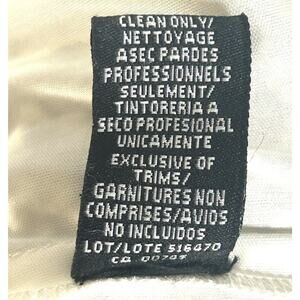 CLEAN ONLY/
NETTOYAGE
ASEC PARDES
PROFESSIONNELS
SEULEMENT/
TINTORERIA A
SECO PROFESIONAL
UNICAMENTE
EXCLUSIVE OF
TRIMS/
GARNITURES NON
COMPRISES/AVIOS
NO INCLUIDOS
LOT/LOTE 516470
CA